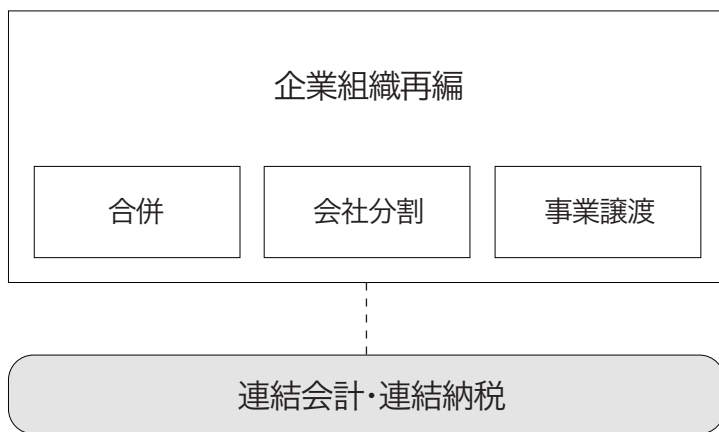 企業組織再編
合併
会社分割
事業譲渡
連結会計・連結納税